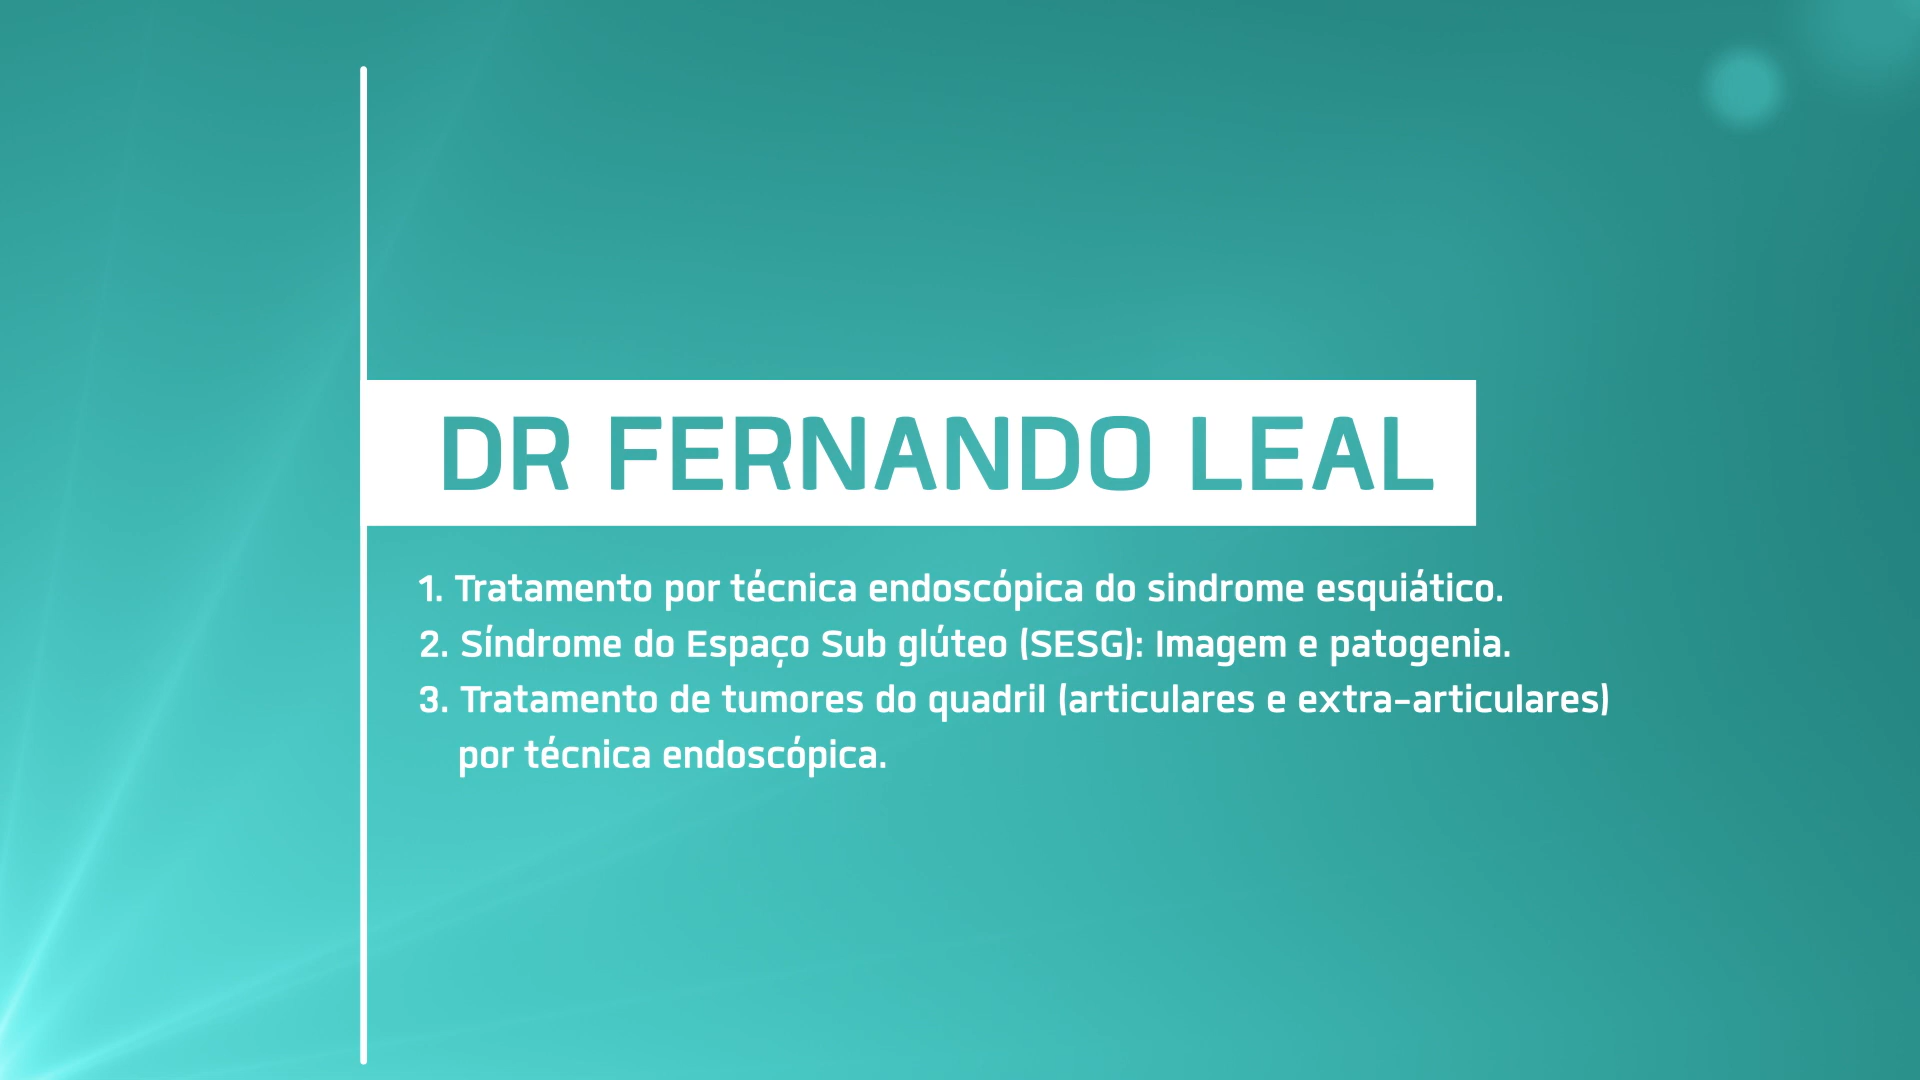 DR FERNANDO LEAL
1. Tratamento por técnica endoscópica do sindrome esquiático.
2. Síndrome do Espaço Sub glúteo (SESG): Imagem e patogenia.
3. Tratamento de tumores do quadril (articulares e extra-articulares)
por técnica endoscópica.